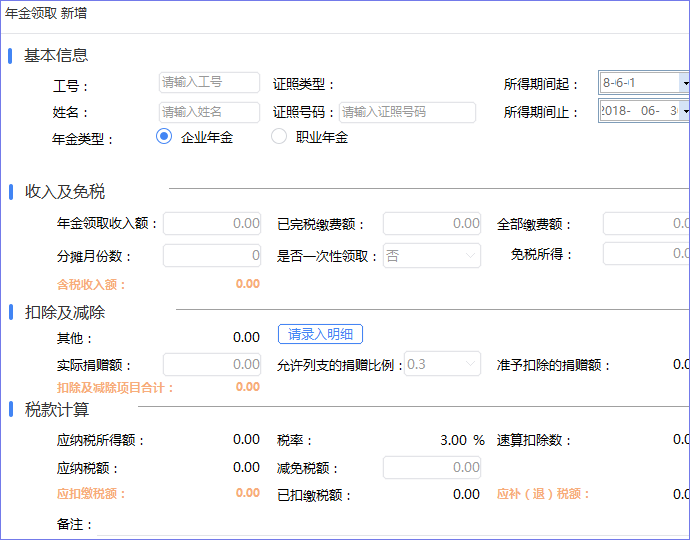 年金领取 新增
基本信息
工号： 请输入工号 证照类型： 所得期间起： 8-6-01
姓名： 请输入姓名 证照号码： 请输入证照号码 所得期间止： 2018- 06- 3
年金类型： 企业年金 职业年金
收入及免税
年金领取收入额： 0.00 已完税缴费额： 0.00 全部缴费额： 0.0
分摊月份数： 0 是否一次性领取： 否 免税所得： 0.0
含税收入额： 0.00
扣除及减除
其他： 0.00 请录入明细
实际捐赠额： 0.00 允许列支的捐赠比例： 0.3 准予扣除的捐赠额： 0.0
扣除及减除项目合计： 0.00
税款计算
应纳税所得额： 0.00 税率： 3.00 % 速算扣除数： 0.0
应纳税额： 0.00 减免税额： 0.00
应扣缴税额： 0.00 已扣缴税额： 0.00 应补（退）税额： 0.0
备注：